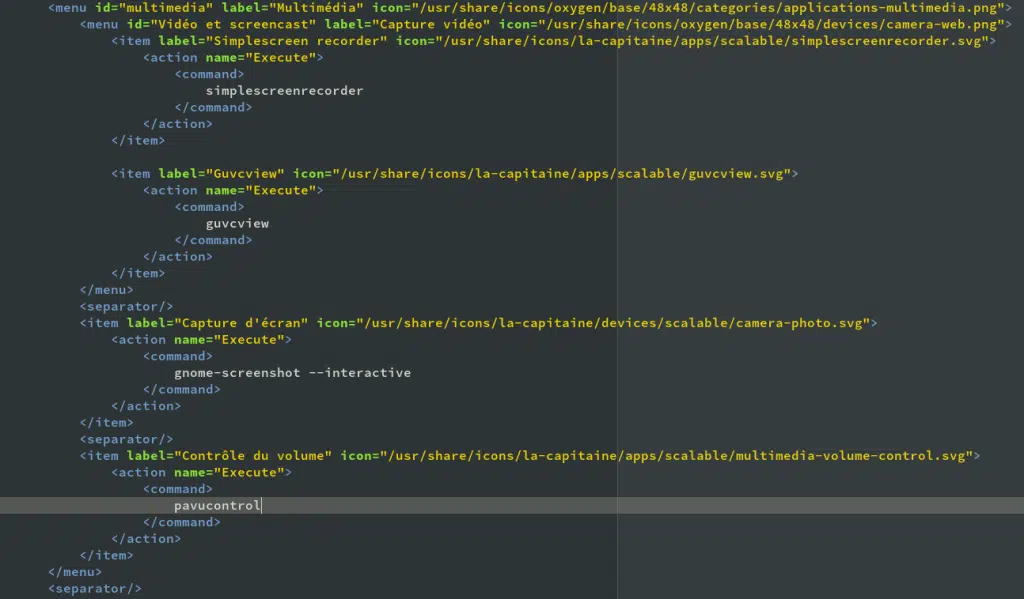 <menu id="multimedia" label="Multimédia" icon="/usr/share/icons/oxygen/base/48x48/categories/applications-multimedia.png">
<menu id="Vidéo et screencast" label="Capture vidéo" icon="/usr/share/icons/oxygen/base/48x48/devices/camera-web.png">
<item label="Simplescreen recorder" icon="/usr/share/icons/la-capitaine/apps/scalable/simplescreenrecorder.svg">
<action name="Execute">
<command>
simplescreenrecorder
</command>
</action>
</item>
<item label="Guvcview" icon="/usr/share/icons/la-capitaine/apps/scalable/guvcview.svg">
<action name="Execute">
<command>
guvcview
</command>
</action>
</item>
</menu>
<separator/>
<item label="Capture d'écran" icon="/usr/share/icons/la-capitaine/devices/scalable/camera-photo.svg">
<action name="Execute">
<command>
gnome-screenshot --interactive
</command>
</action>
</item>
<separator/>
<item label="Contrôle du volume" icon="/usr/share/icons/la-capitaine/apps/scalable/multimedia-volume-control.svg">
<action name="Execute">
<command>
pavucontrol
</command>
</action>
</item>
</menu>
<separator/>